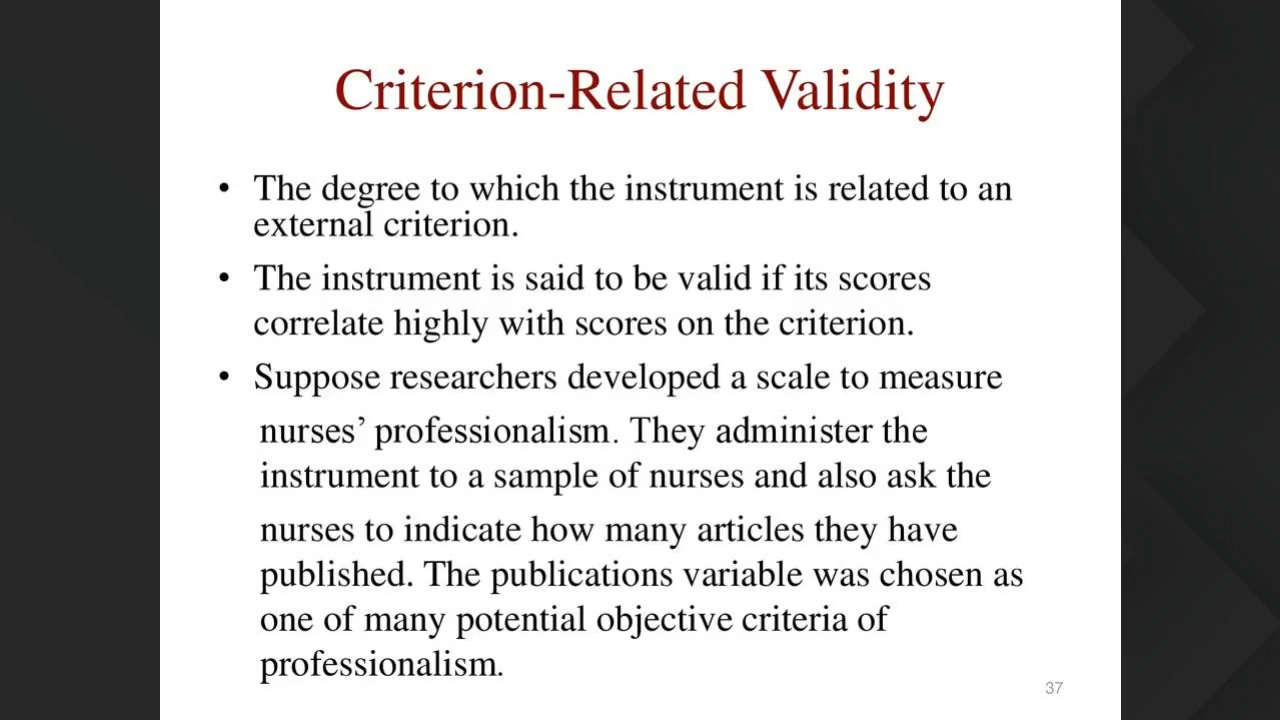 Criterion-Related Validity
• The degree to which the instrument is related to an
external criterion.
• The instrument is said to be valid if its scores
correlate highly with scores on the criterion.
• Suppose researchers developed a scale to measure
nurses’ professionalism. They administer the
instrument to a sample of nurses and also ask the
nurses to indicate how many articles they have
published. The publications variable was chosen as
one of many potential objective criteria of
professionalism.
37